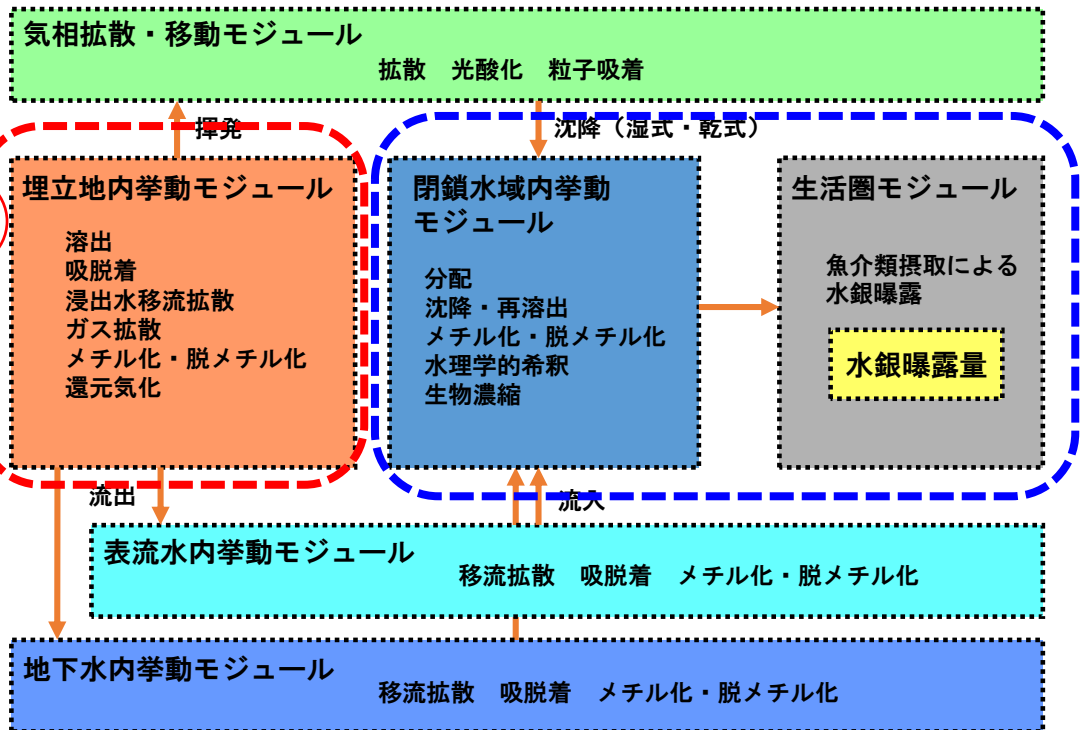 気相拡散・移動モジュール
拡散　光酸化　粒子吸着
揮発
沈降（湿式・乾式）
埋立地内挙動モジュール
溶出
吸脱着
浸出水移流拡散
ガス拡散
メチル化・脱メチル化
還元気化
閉鎖水域内挙動
モジュール
分配
沈降・再溶出
メチル化・脱メチル化
水理学的希釈
生物濃縮
生活圏モジュール
魚介類摂取による
水銀曝露
水銀曝露量
流出
流入
表流水内挙動モジュール
移流拡散　吸脱着　メチル化・脱メチル化
地下水内挙動モジュール
移流拡散　吸脱着　メチル化・脱メチル化